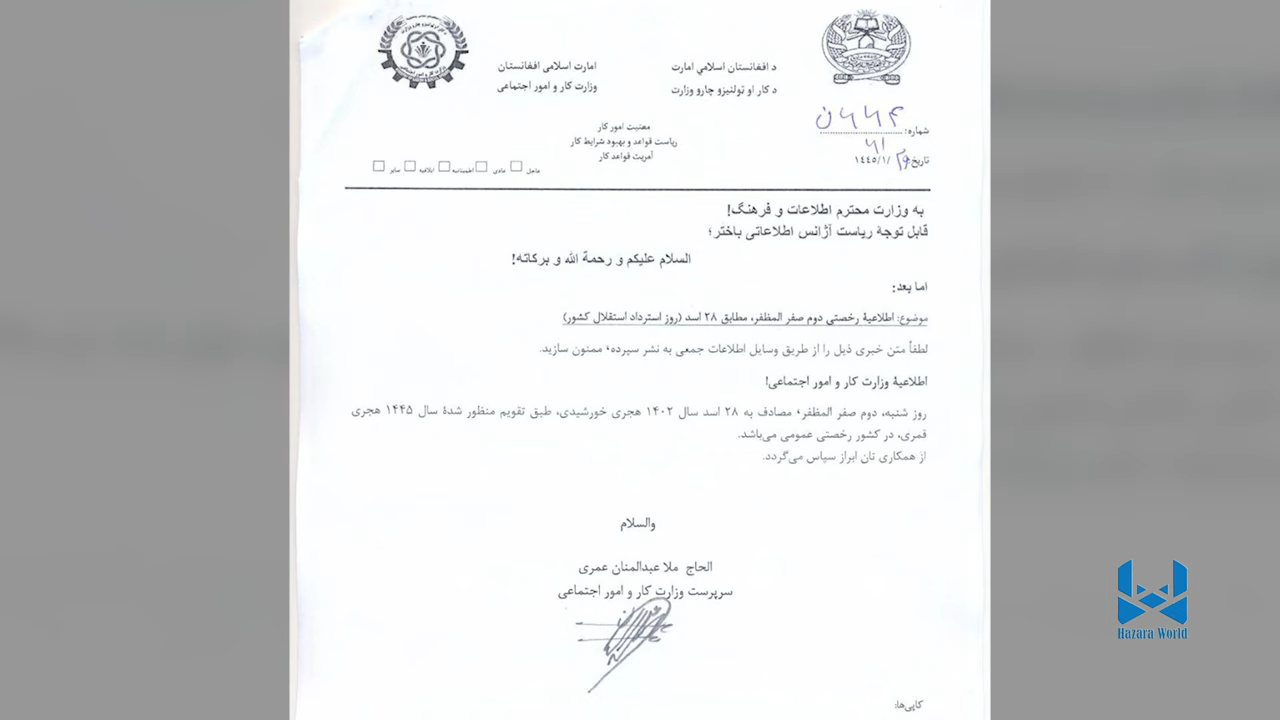 د افغانستان اسلامي امارت
د کار او ټولنیزو چارو وزارت
امارت اسلامی افغانستان
وزارت کار و امور اجتماعی
معنیت امور کار
ریاست قواعد و بهبود شرایط کار
آمریت قواعد کار
شماره:
تاریخ ۱۴۴۵/۱/
عاجل عادی اطمینانیه ابلاغیه سایر
به وزارت محترم اطلاعات و فرهنگ!
قابل توجهٔ ریاست آژانس اطلاعاتی باختر؛
السلام علیکم و رحمة الله و برکاته!
اما بعد:
موضوع: اطلاعیهٔ رخصتی دوم صفر المظفر، مطابق ۲۸ اسد (روز استرداد استقلال کشور)
لطفاً متن خبری ذیل را از طریق وسایل اطلاعات جمعی به نشر سپرده، ممنون سازید.
اطلاعیهٔ وزارت کار و امور اجتماعی!
روز شنبه، دوم صفر المظفر، مصادف به ۲۸ اسد سال ۱۴۰۲ هجری خورشیدی، طبق تقویم منظور شدهٔ سال ۱۴۴۵ هجری
قمری، در کشور رخصتی عمومی می‌باشد.
از همکاری تان ابراز سپاس می‌گردد.
والسلام
الحاج ملا عبدالمنان عمری
سرپرست وزارت کار و امور اجتماعی
کاپی‌ها:
Hazara World